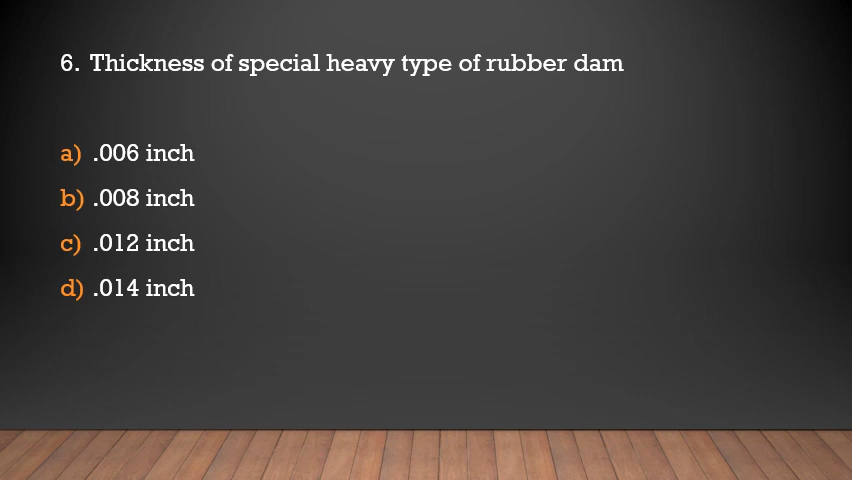 6. Thickness of special heavy type of rubber dam
a) .006 inch
b) .008 inch
c) .012 inch
d) .014 inch